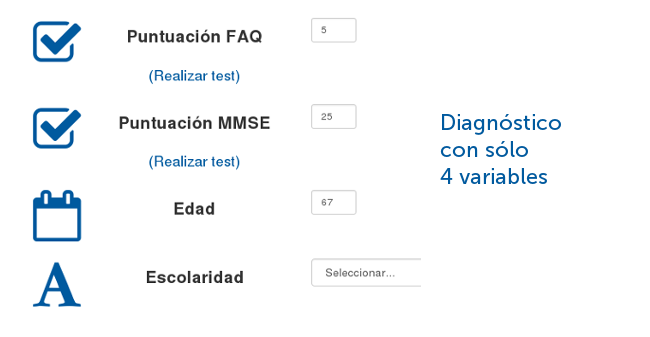 Puntuación FAQ
5
(Realizar test)
Puntuación MMSE
25
(Realizar test)
Diagnóstico
con sólo
4 variables
Edad
67
Escolaridad
Seleccionar...